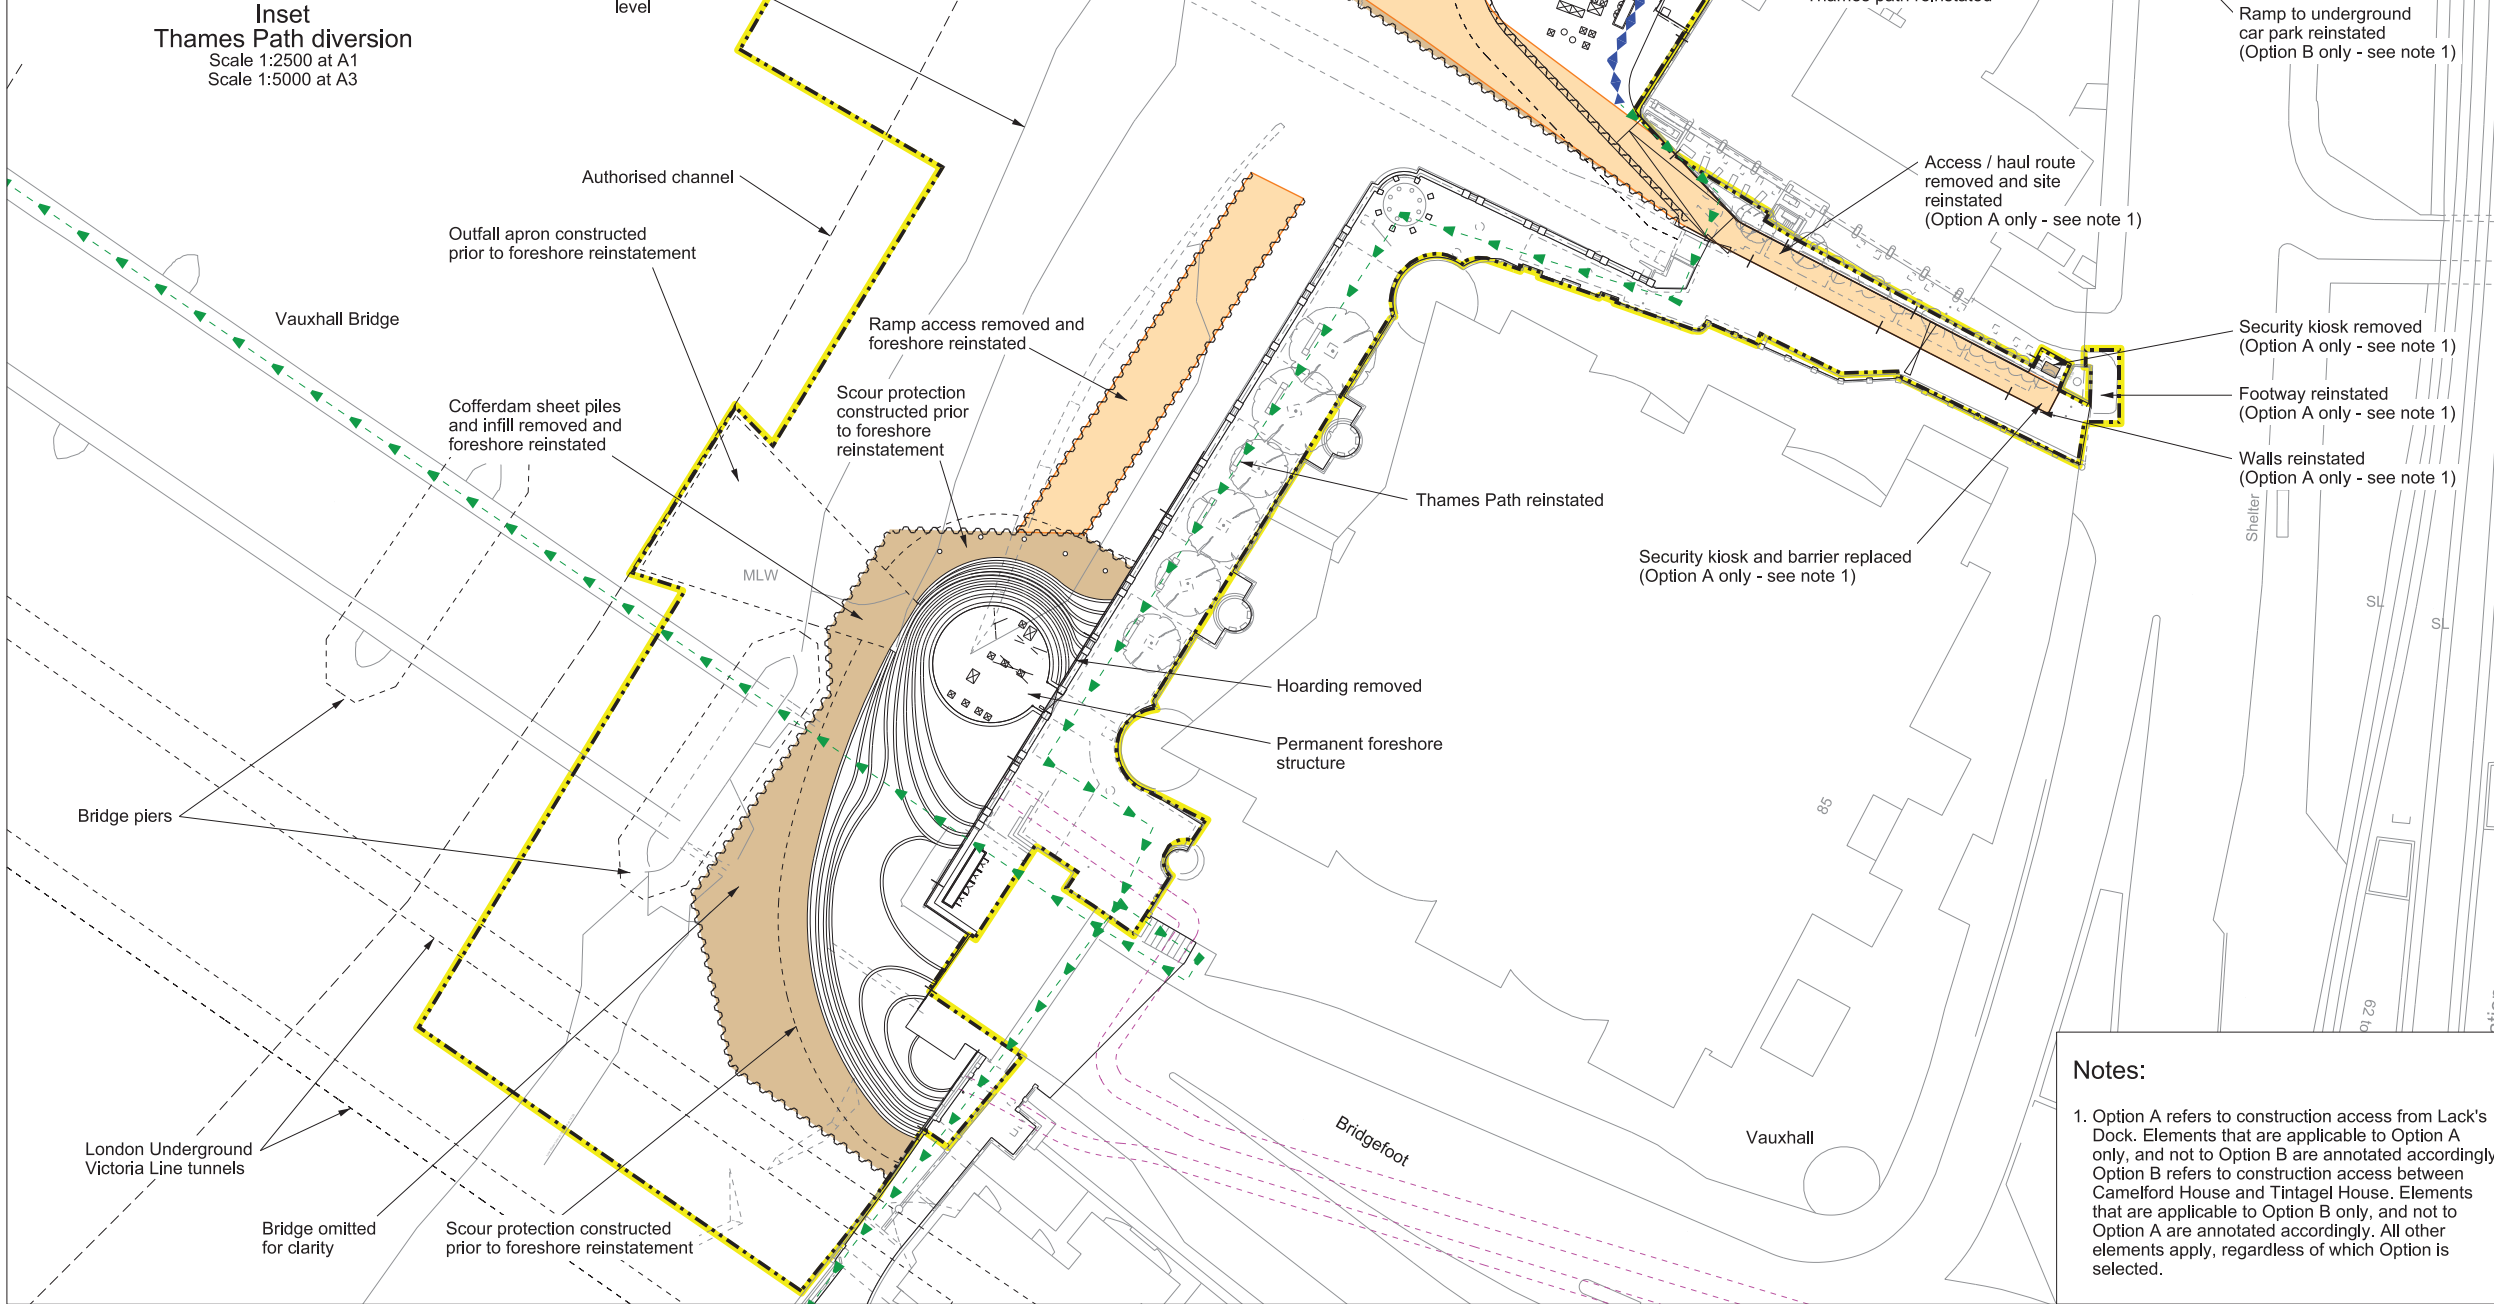 Inset
Thames Path diversion
Scale 1:2500 at A1
Scale 1:5000 at A3
level
Thames path reinstated
Ramp to underground
car park reinstated
(Option B only - see note 1)
Authorised channel
Access / haul route
removed and site
reinstated
(Option A only - see note 1)
Outfall apron constructed
prior to foreshore reinstatement
Vauxhall Bridge
Ramp access removed and
foreshore reinstated
Security kiosk removed
(Option A only - see note 1)
Scour protection
constructed prior
to foreshore
reinstatement
Footway reinstated
(Option A only - see note 1)
Cofferdam sheet piles
and infill removed and
foreshore reinstated
Walls reinstated
(Option A only - see note 1)
Thames Path reinstated
Shelter
Security kiosk and barrier replaced
(Option A only - see note 1)
MLW
SL
SL
Hoarding removed
Permanent foreshore
structure
85
Bridge piers
62 to
London Underground
Victoria Line tunnels
Bridge omitted
for clarity
Scour protection constructed
prior to foreshore reinstatement
Bridgefoot
Vauxhall
Notes:
1. Option A refers to construction access from Lack's
Dock. Elements that are applicable to Option A
only, and not to Option B are annotated accordingly
Option B refers to construction access between
Camelford House and Tintagel House. Elements
that are applicable to Option B only, and not to
Option A are annotated accordingly. All other
elements apply, regardless of which Option is
selected.